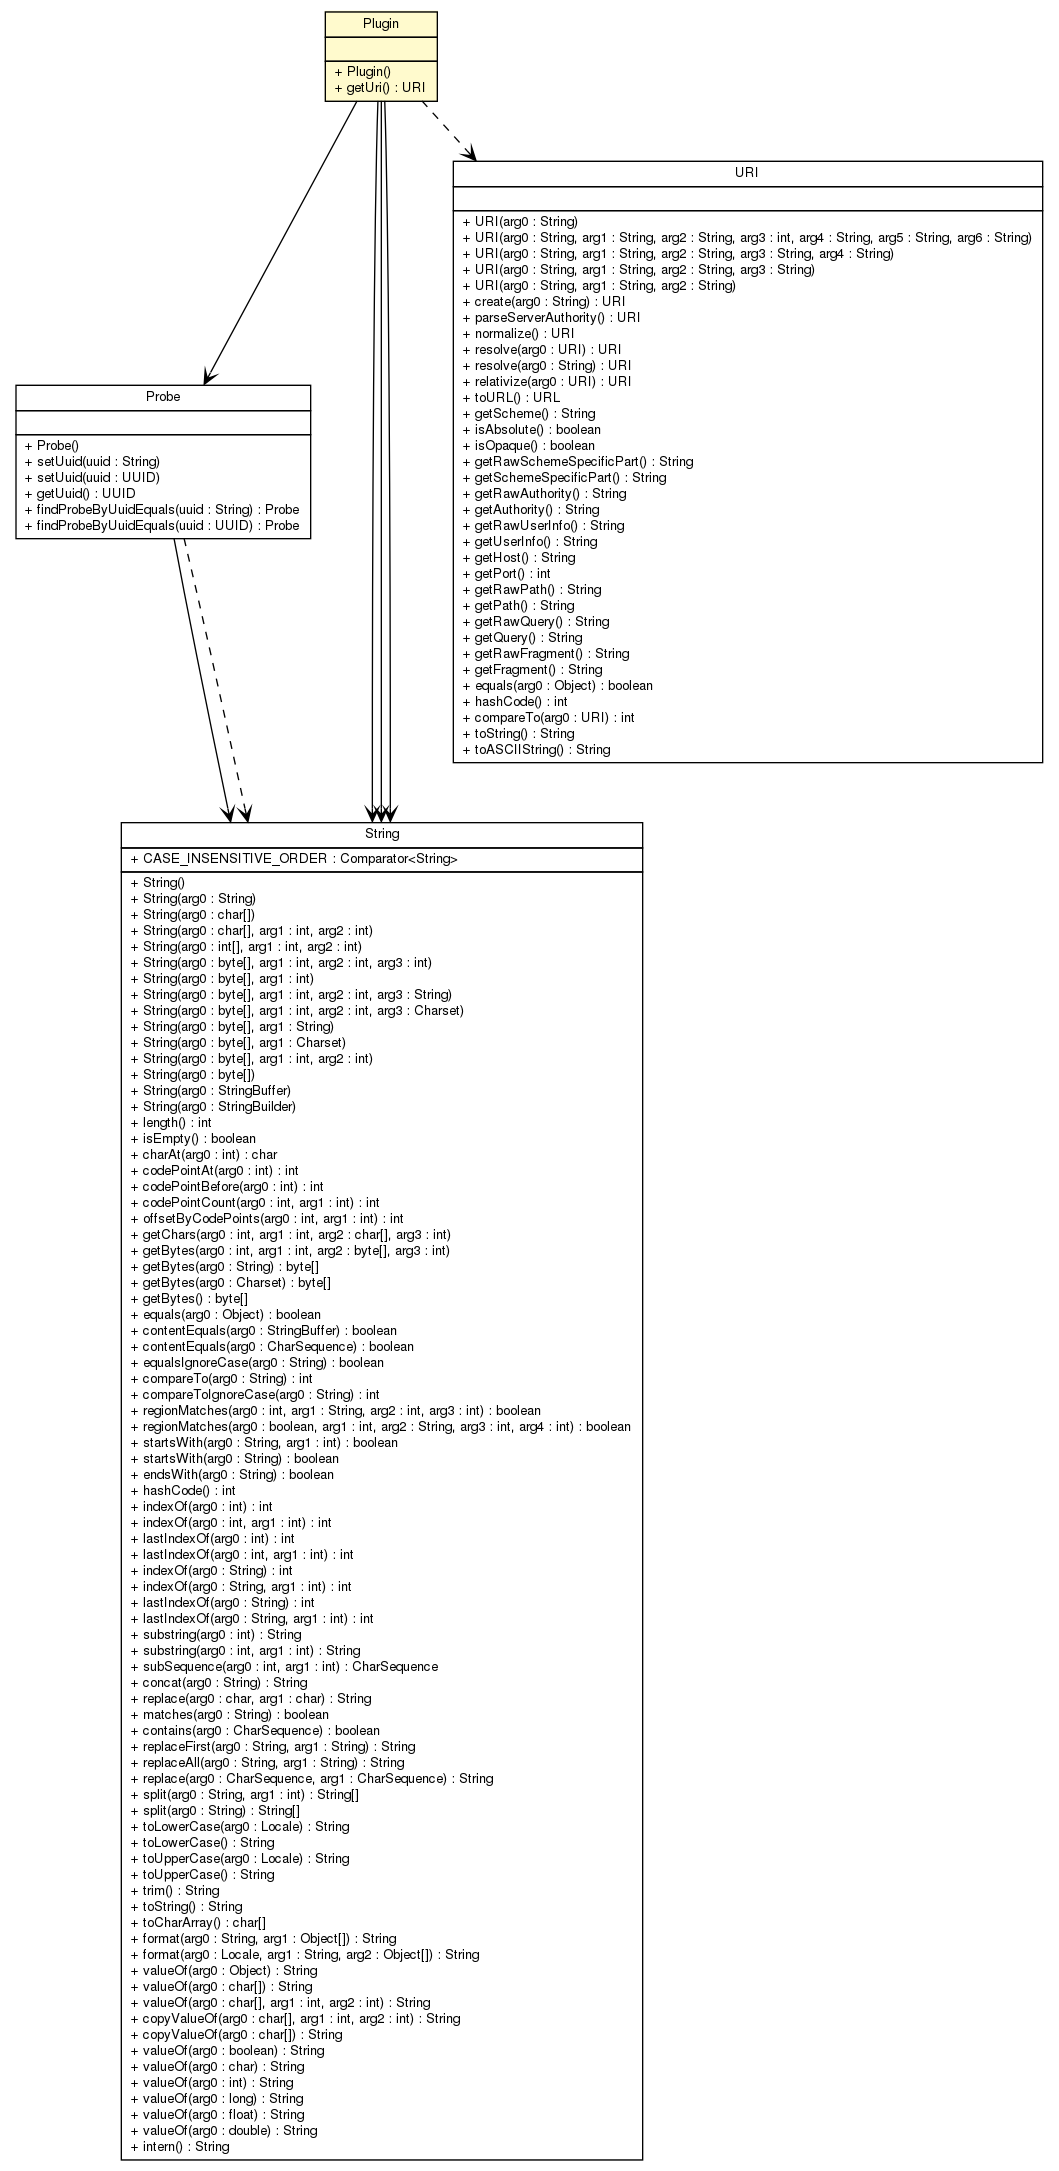 Plugin
+ Plugin()
+ getUri() : URI
URI
+ URI(arg0 : String)
+ URI(arg0 : String, arg1 : String, arg2 : String, arg3 : int, arg4 : String, arg5 : String, arg6 : String)
+ URI(arg0 : String, arg1 : String, arg2 : String, arg3 : String, arg4 : String)
+ URI(arg0 : String, arg1 : String, arg2 : String, arg3 : String)
+ URI(arg0 : String, arg1 : String, arg2 : String)
+ create(arg0 : String) : URI
+ parseServerAuthority() : URI
+ normalize() : URI
+ resolve(arg0 : URI) : URI
+ resolve(arg0 : String) : URI
+ relativize(arg0 : URI) : URI
+ toURL() : URL
+ getScheme() : String
+ isAbsolute() : boolean
+ isOpaque() : boolean
+ getRawSchemeSpecificPart() : String
+ getSchemeSpecificPart() : String
+ getRawAuthority() : String
+ getAuthority() : String
+ getRawUserInfo() : String
+ getUserInfo() : String
+ getHost() : String
+ getPort() : int
+ getRawPath() : String
+ getPath() : String
+ getRawQuery() : String
+ getQuery() : String
+ getRawFragment() : String
+ getFragment() : String
+ equals(arg0 : Object) : boolean
+ hashCode() : int
+ compareTo(arg0 : URI) : int
+ toString() : String
+ toASCIIString() : String
Probe
+ Probe()
+ setUuid(uuid : String)
+ setUuid(uuid : UUID)
+ getUuid() : UUID
+ findProbeByUuidEquals(uuid : String) : Probe
+ findProbeByUuidEquals(uuid : UUID) : Probe
String
+ CASE_INSENSITIVE_ORDER : Comparator<String>
+ String()
+ String(arg0 : String)
+ String(arg0 : char[])
+ String(arg0 : char[], arg1 : int, arg2 : int)
+ String(arg0 : int[], arg1 : int, arg2 : int)
+ String(arg0 : byte[], arg1 : int, arg2 : int, arg3 : int)
+ String(arg0 : byte[], arg1 : int)
+ String(arg0 : byte[], arg1 : int, arg2 : int, arg3 : String)
+ String(arg0 : byte[], arg1 : int, arg2 : int, arg3 : Charset)
+ String(arg0 : byte[], arg1 : String)
+ String(arg0 : byte[], arg1 : Charset)
+ String(arg0 : byte[], arg1 : int, arg2 : int)
+ String(arg0 : byte[])
+ String(arg0 : StringBuffer)
+ String(arg0 : StringBuilder)
+ length() : int
+ isEmpty() : boolean
+ charAt(arg0 : int) : char
+ codePointAt(arg0 : int) : int
+ codePointBefore(arg0 : int) : int
+ codePointCount(arg0 : int, arg1 : int) : int
+ offsetByCodePoints(arg0 : int, arg1 : int) : int
+ getChars(arg0 : int, arg1 : int, arg2 : char[], arg3 : int)
+ getBytes(arg0 : int, arg1 : int, arg2 : byte[], arg3 : int)
+ getBytes(arg0 : String) : byte[]
+ getBytes(arg0 : Charset) : byte[]
+ getBytes() : byte[]
+ equals(arg0 : Object) : boolean
+ contentEquals(arg0 : StringBuffer) : boolean
+ contentEquals(arg0 : CharSequence) : boolean
+ equalsIgnoreCase(arg0 : String) : boolean
+ compareTo(arg0 : String) : int
+ compareToIgnoreCase(arg0 : String) : int
+ regionMatches(arg0 : int, arg1 : String, arg2 : int, arg3 : int) : boolean
+ regionMatches(arg0 : boolean, arg1 : int, arg2 : String, arg3 : int, arg4 : int) : boolean
+ startsWith(arg0 : String, arg1 : int) : boolean
+ startsWith(arg0 : String) : boolean
+ endsWith(arg0 : String) : boolean
+ hashCode() : int
+ indexOf(arg0 : int) : int
+ indexOf(arg0 : int, arg1 : int) : int
+ lastIndexOf(arg0 : int) : int
+ lastIndexOf(arg0 : int, arg1 : int) : int
+ indexOf(arg0 : String) : int
+ indexOf(arg0 : String, arg1 : int) : int
+ lastIndexOf(arg0 : String) : int
+ lastIndexOf(arg0 : String, arg1 : int) : int
+ substring(arg0 : int) : String
+ substring(arg0 : int, arg1 : int) : String
+ subSequence(arg0 : int, arg1 : int) : CharSequence
+ concat(arg0 : String) : String
+ replace(arg0 : char, arg1 : char) : String
+ matches(arg0 : String) : boolean
+ contains(arg0 : CharSequence) : boolean
+ replaceFirst(arg0 : String, arg1 : String) : String
+ replaceAll(arg0 : String, arg1 : String) : String
+ replace(arg0 : CharSequence, arg1 : CharSequence) : String
+ split(arg0 : String, arg1 : int) : String[]
+ split(arg0 : String) : String[]
+ toLowerCase(arg0 : Locale) : String
+ toLowerCase() : String
+ toUpperCase(arg0 : Locale) : String
+ toUpperCase() : String
+ trim() : String
+ toString() : String
+ toCharArray() : char[]
+ format(arg0 : String, arg1 : Object[]) : String
+ format(arg0 : Locale, arg1 : String, arg2 : Object[]) : String
+ valueOf(arg0 : Object) : String
+ valueOf(arg0 : char[]) : String
+ valueOf(arg0 : char[], arg1 : int, arg2 : int) : String
+ copyValueOf(arg0 : char[], arg1 : int, arg2 : int) : String
+ copyValueOf(arg0 : char[]) : String
+ valueOf(arg0 : boolean) : String
+ valueOf(arg0 : char) : String
+ valueOf(arg0 : int) : String
+ valueOf(arg0 : long) : String
+ valueOf(arg0 : float) : String
+ valueOf(arg0 : double) : String
+ intern() : String